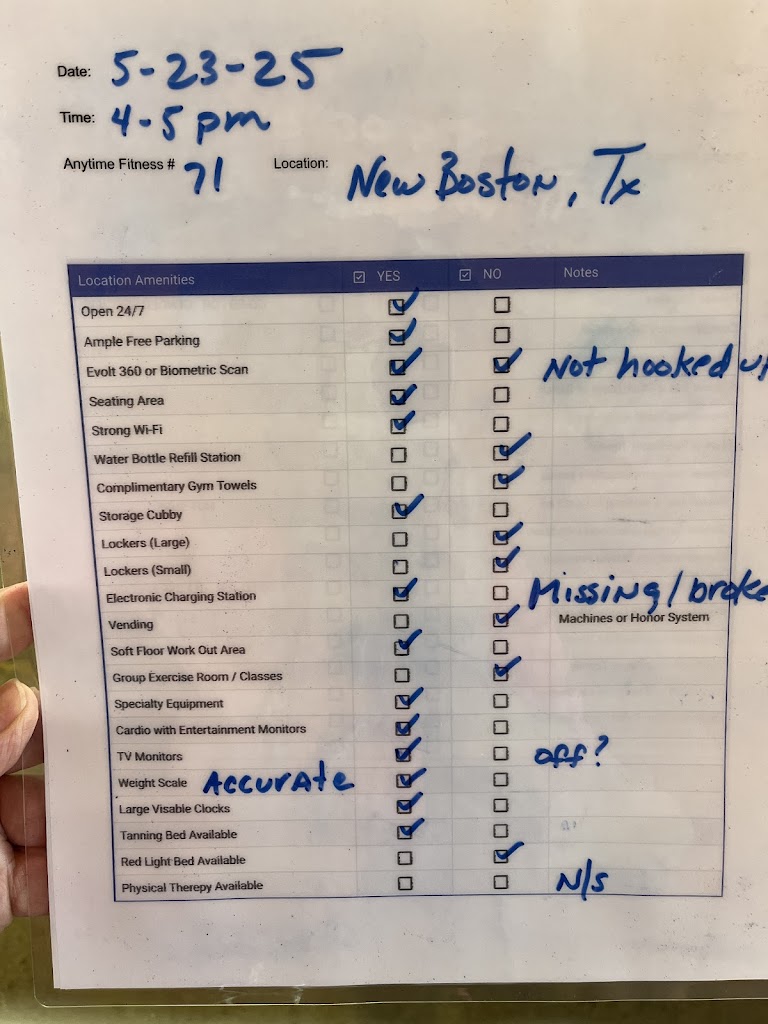 Date: 5-23-25
Time: 4-5 pm
Anytime Fitness # 71 Location: New Boston, Tx
Location Amenities ☑ YES ☑ NO Notes
Open 24/7 ☑ ☐
Ample Free Parking ☑ ☐
Evolt 360 or Biometric Scan ☑ ☑ Not hooked up
Seating Area ☑ ☐
Strong Wi-Fi ☑ ☐
Water Bottle Refill Station ☐ ☑
Complimentary Gym Towels ☐ ☑
Storage Cubby ☑ ☐
Lockers (Large) ☐ ☑
Lockers (Small) ☐ ☑
Electronic Charging Station ☑ ☐ Missing/broke
Vending ☐ ☑ Machines or Honor System
Soft Floor Work Out Area ☑ ☐
Group Exercise Room / Classes ☐ ☑
Specialty Equipment ☑ ☐
Cardio with Entertainment Monitors ☑ ☐
TV Monitors ☑ ☐ off?
Weight Scale Accurate ☑ ☐
Large Visable Clocks ☑ ☐
Tanning Bed Available ☑ ☐
Red Light Bed Available ☐ ☑
Physical Therepy Available ☐ ☐ N/S